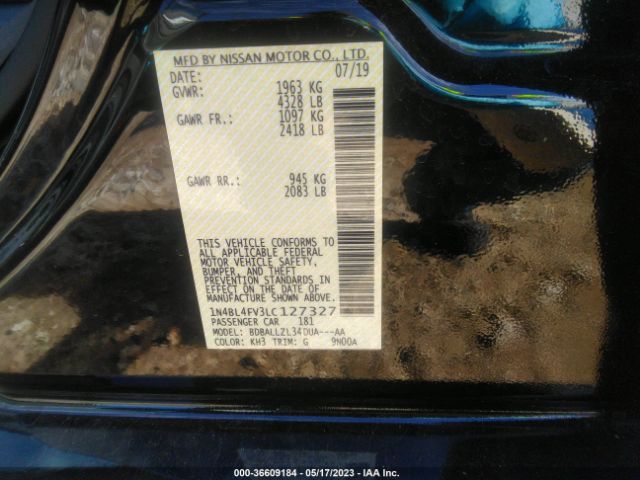 MFD BY NISSAN MOTOR CO., LTD.
DATE: 07/19
GVWR: 1963 KG
4328 LB
GAWR FR.: 1097 KG
2418 LB
GAWR RR.: 945 KG
2083 LB
THIS VEHICLE CONFORMS TO
ALL APPLICABLE FEDERAL
MOTOR VEHICLE SAFETY,
BUMPER, AND THEFT
PREVENTION STANDARDS IN
EFFECT ON THE DATE OF
MANUFACTURE SHOWN ABOVE.
1N4BL4FV3LC127327
PASSENGER CAR 181
MODEL: BDBALLZL34DUA---AA
COLOR: KH3 TRIM: G 9N00A
000-36609184 - 05/17/2023 - IAA Inc.